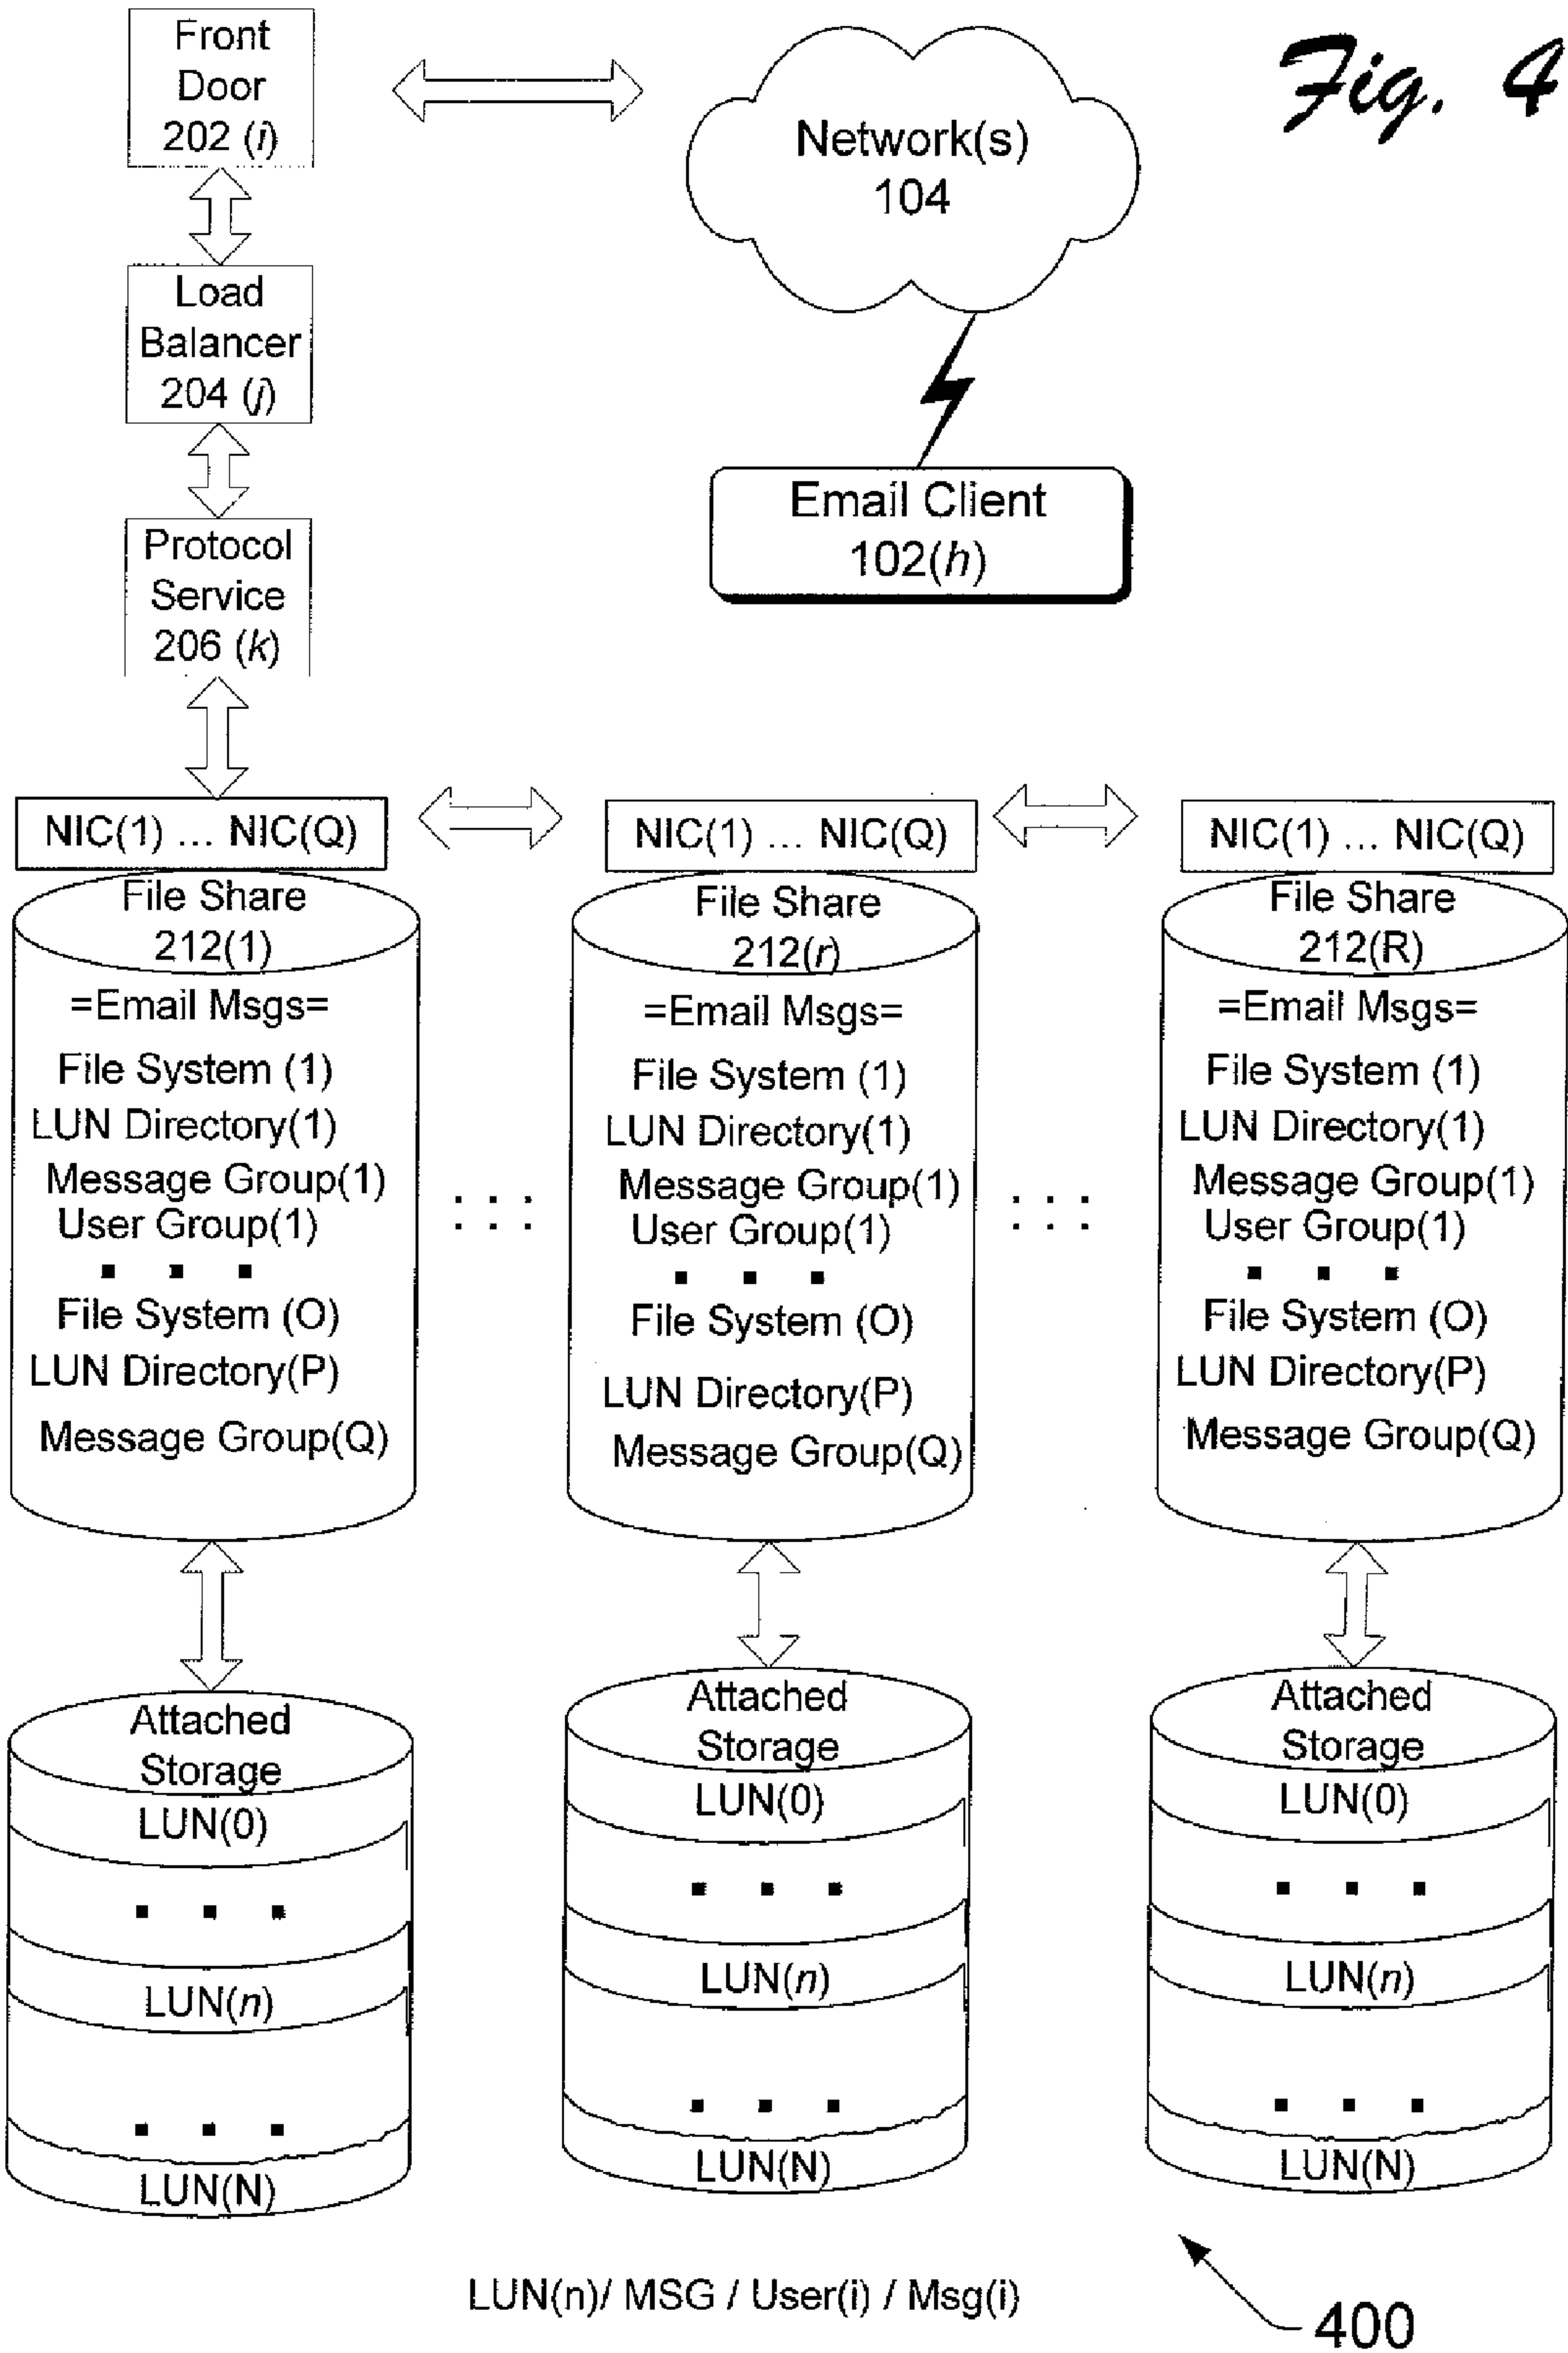 Fig. 4
Front
Door
202 (i)
Network(s)
104
Load
Balancer
204 (j)
Email Client
102(h)
Protocol
Service
206 (k)
NIC(1) ... NIC(Q)
File Share
212(1)
=Email Msgs=
File System (1)
LUN Directory(1)
Message Group(1)
User Group(1)
. . .
File System (O)
LUN Directory(P)
Message Group(Q)
NIC(1) ... NIC(Q)
File Share
212(r)
=Email Msgs=
File System (1)
LUN Directory(1)
Message Group(1)
User Group(1)
. . .
File System (O)
LUN Directory(P)
Message Group(Q)
NIC(1) ... NIC(Q)
File Share
212(R)
=Email Msgs=
File System (1)
LUN Directory(1)
Message Group(1)
User Group(1)
. . .
File System (O)
LUN Directory(P)
Message Group(Q)
Attached
Storage
LUN(0)
. . .
LUN(n)
. . .
LUN(N)
Attached
Storage
LUN(0)
. . .
LUN(n)
. . .
LUN(N)
Attached
Storage
LUN(0)
. . .
LUN(n)
. . .
LUN(N)
LUN(n)/ MSG / User(i) / Msg(i)
400